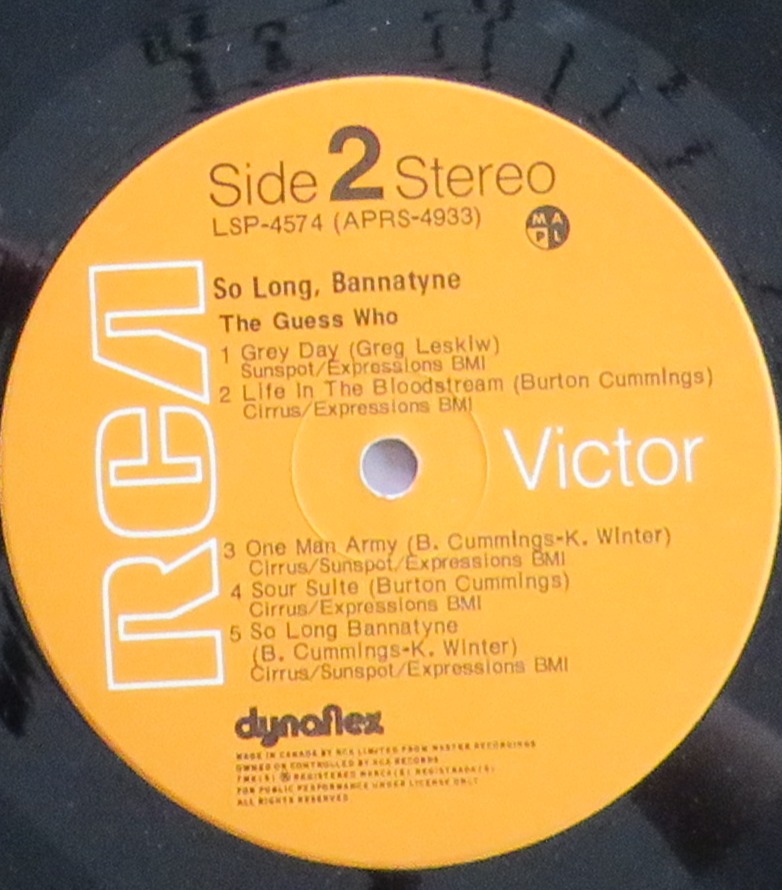 Side 2 Stereo
LSP-4574 (APRS-4933)
M A
P L
So Long, Bannatyne
The Guess Who
1 Grey Day (Greg Leskiw)
Sunspot/Expressions BMI
2 Life In The Bloodstream (Burton Cummings)
Cirrus/Expressions BMI
RCA
Victor
3 One Man Army (B. Cummings-K. Winter)
Cirrus/Sunspot/Expressions BMI
4 Sour Suite (Burton Cummings)
Cirrus/Expressions BMI
5 So Long Bannatyne
(B. Cummings-K. Winter)
Cirrus/Sunspot/Expressions BMI
dynaflex
MADE IN CANADA BY RCA LIMITED FROM MASTER RECORDINGS
OWNED OR CONTROLLED BY RCA RECORDS
TMK(S) ® REGISTERED MARCA(S) REGISTRADA(S)
FOR PUBLIC PERFORMANCE UNDER LICENSE ONLY
ALL RIGHTS RESERVED